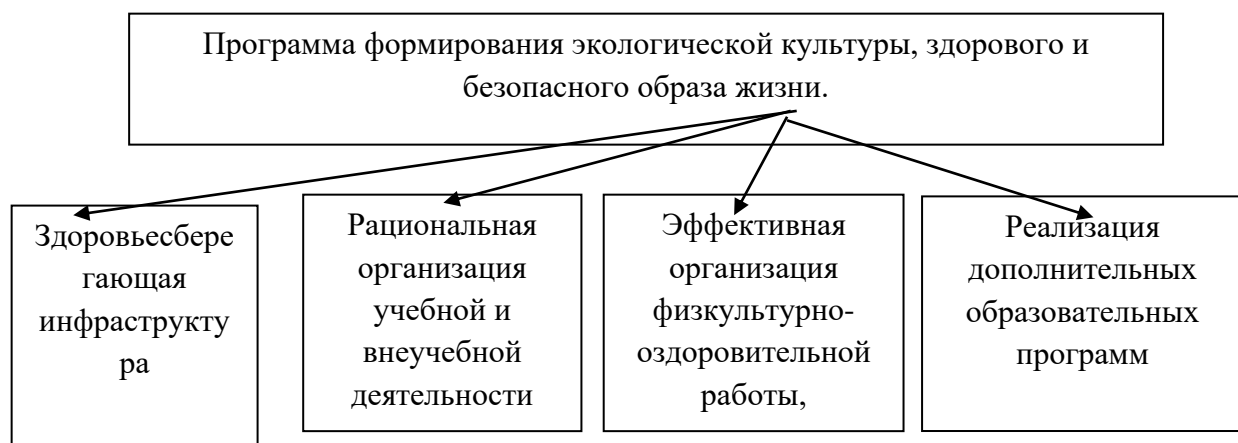 Программа формирования экологической культуры, здорового и
безопасного образа жизни.
Здоровьесбере
гающая
инфраструкту
ра
Рациональная
организация
учебной и
внеучебной
деятельности
Эффективная
организация
физкультурно-
оздоровительной
работы,
Реализация
дополнительных
образовательных
программ